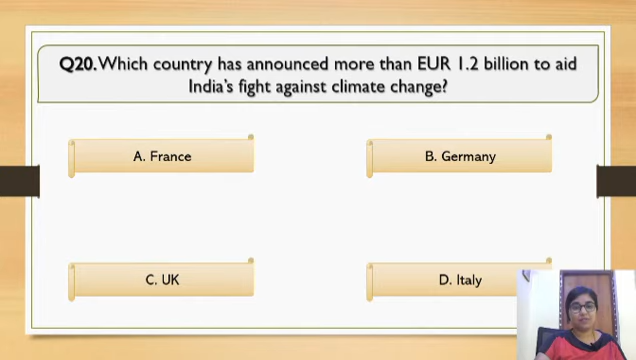 Q20.Which country has announced more than EUR 1.2 billion to aid
India's fight against climate change?
A. France
B. Germany
C. UK
D. Italy